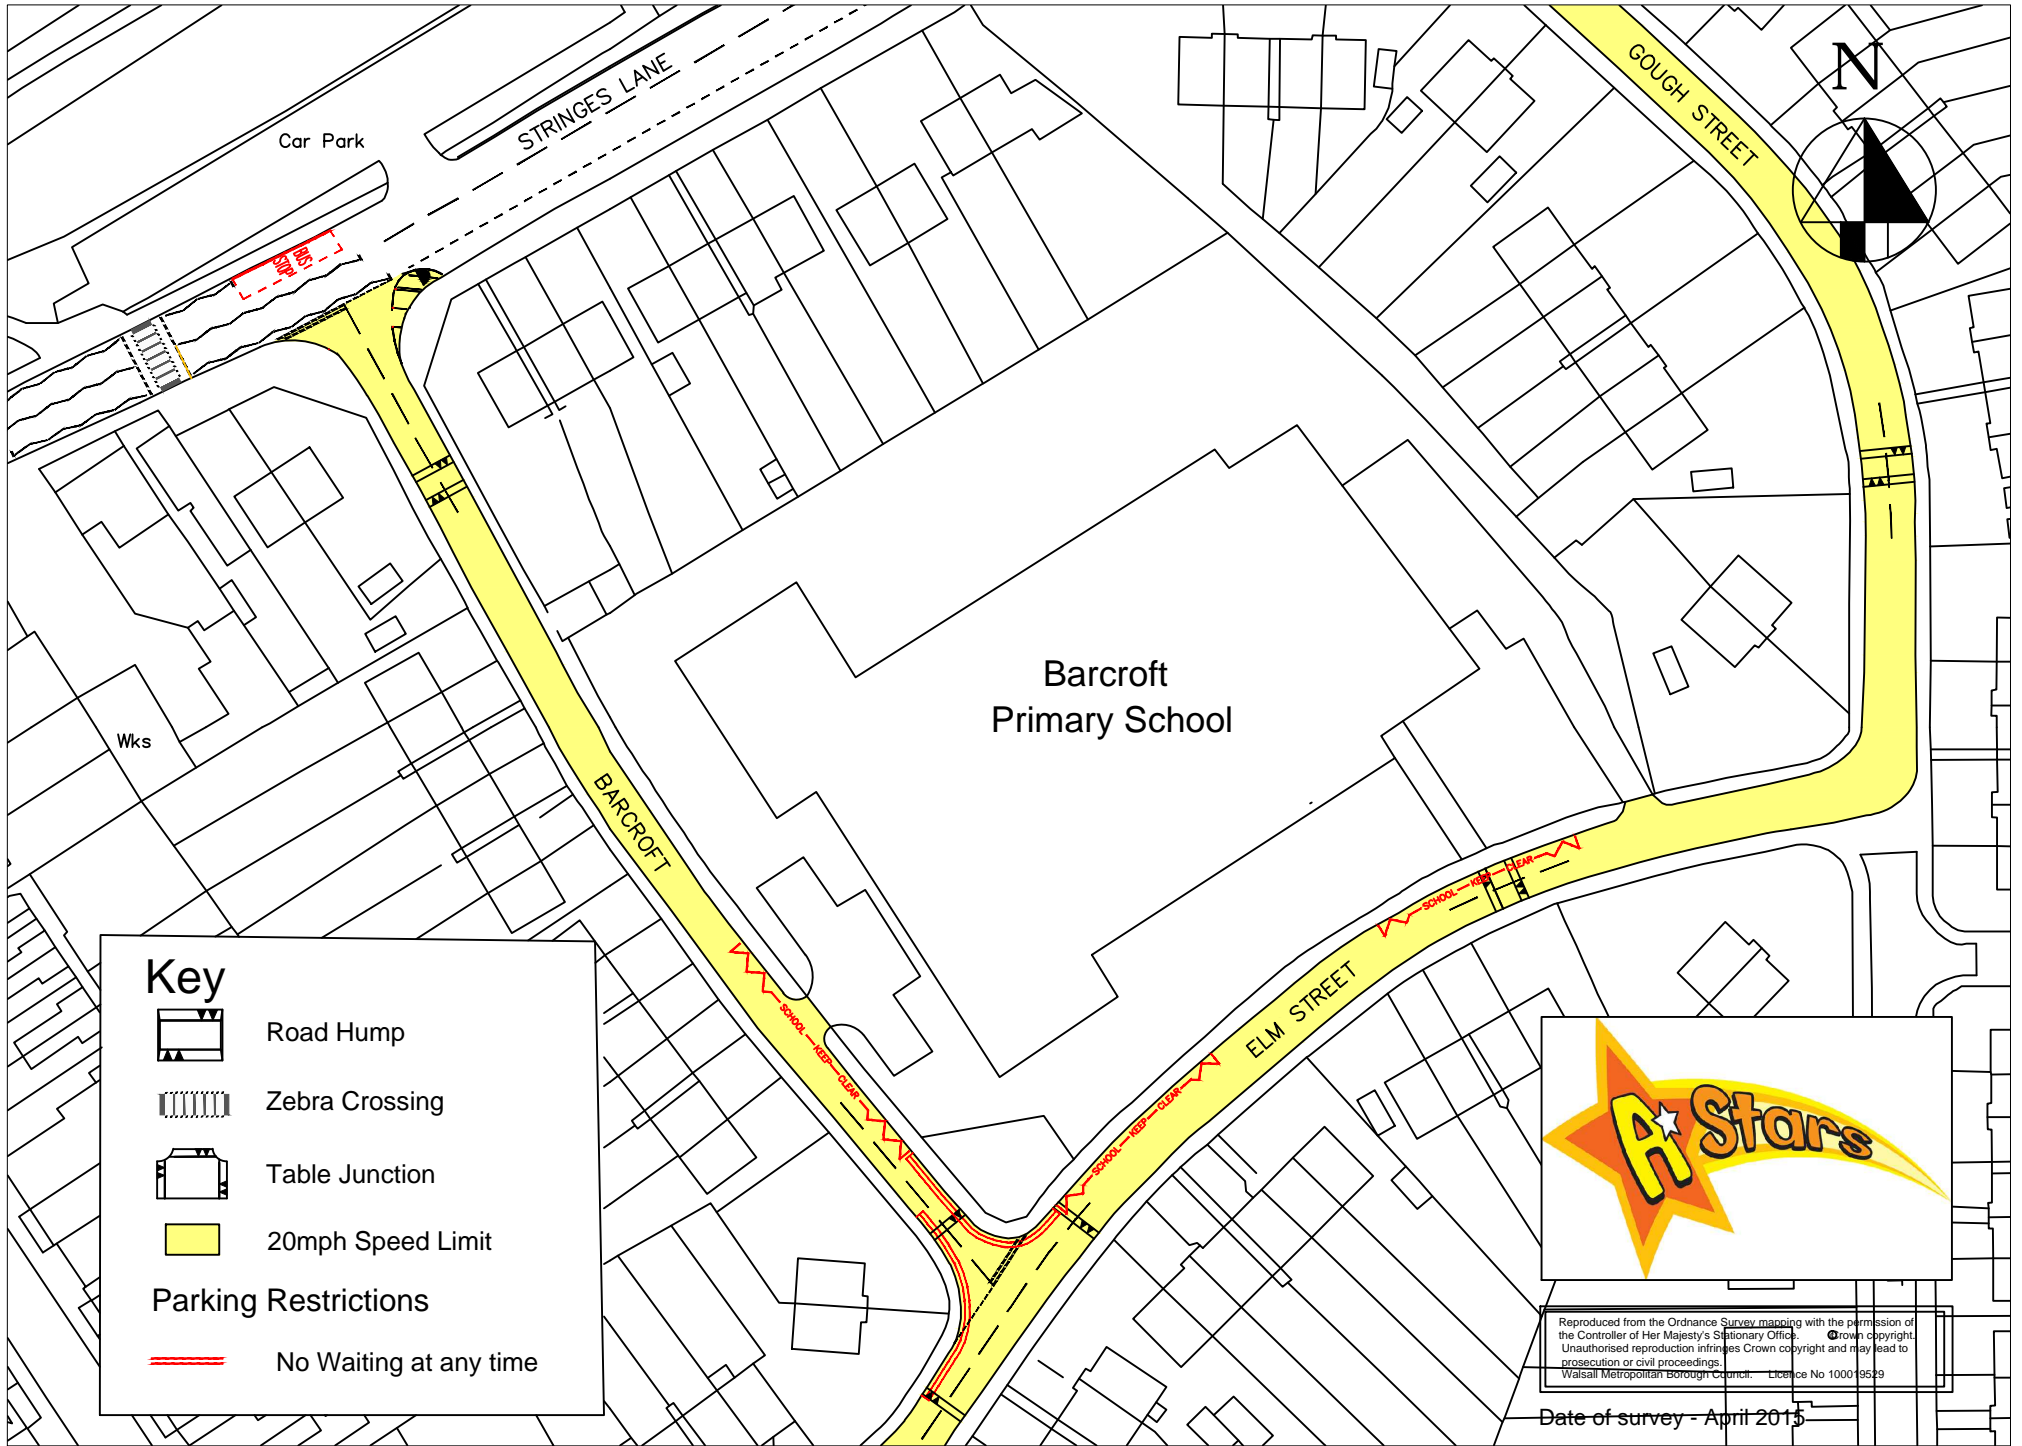 GOUGH STREET
N
STRINGES LANE
Car Park
BUS
STOP
Barcroft
Primary School
Wks
BARCROFT
SCHOOL KEEP CLEAR
SCHOOL KEEP CLEAR
SCHOOL KEEP CLEAR
ELM STREET
Key
Road Hump
Zebra Crossing
Table Junction
20mph Speed Limit
Parking Restrictions
No Waiting at any time
A Stars
Reproduced from the Ordnance Survey mapping with the permission of
the Controller of Her Majesty's Stationary Office. © Crown copyright.
Unauthorised reproduction infringes Crown copyright and may lead to
prosecution or civil proceedings.
Walsall Metropolitan Borough Council. Licence No 100019529
Date of survey - April 2015